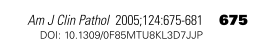 Am J Clin Pathol 2005;124:675-681 675
DOI: 10.1309/0F85MTU8KL3D7JJP